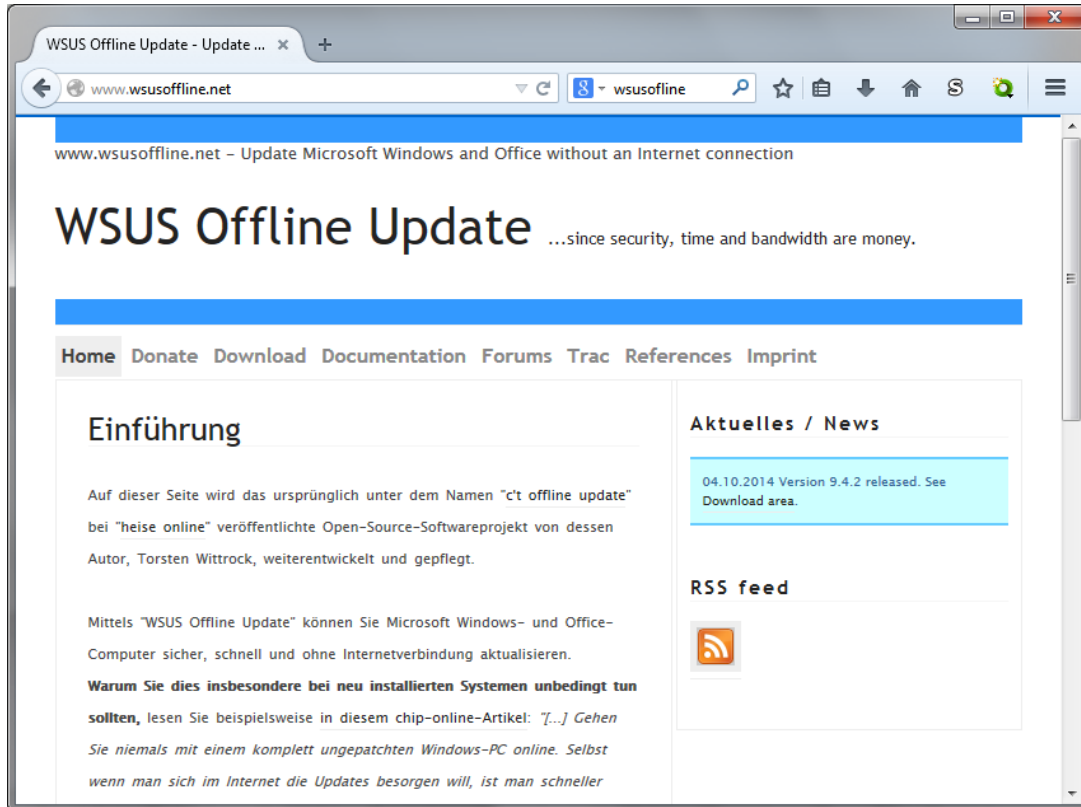 WSUS Offline Update - Update ...
www.wsusoffline.net
8
wsusofline
S
www.wsusoffline.net – Update Microsoft Windows and Office without an Internet connection
WSUS Offline Update ...since security, time and bandwidth are money.
Home Donate Download Documentation Forums Trac References Imprint
Einführung
Auf dieser Seite wird das ursprünglich unter dem Namen "c't offline update"
bei "heise online" veröffentlichte Open-Source-Softwareprojekt von dessen
Autor, Torsten Wittrock, weiterentwickelt und gepflegt.
Mittels "WSUS Offline Update" können Sie Microsoft Windows- und Office-
Computer sicher, schnell und ohne Internetverbindung aktualisieren.
Warum Sie dies insbesondere bei neu installierten Systemen unbedingt tun
sollten, lesen Sie beispielsweise in diesem chip-online-Artikel: "[...] Gehen
Sie niemals mit einem komplett ungepatchten Windows-PC online. Selbst
wenn man sich im Internet die Updates besorgen will, ist man schneller
Aktuelles / News
04.10.2014 Version 9.4.2 released. See
Download area.
RSS feed